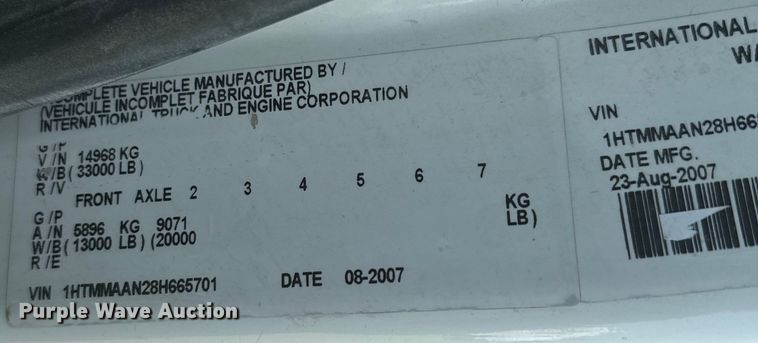 COMPLETE VEHICLE MANUFACTURED BY /
(VEHICULE INCOMPLET FABRIQUE PAR)
INTERNATIONAL TRUCK AND ENGINE CORPORATION
G /P
V /N 14968 KG
W/B( 33000 LB)
R /V
FRONT AXLE 2 3 4 5 6 7
G /P
A /N 5896 KG 9071 KG
W/B( 13000 LB) (20000 LB)
R /E
VIN 1HTMMAAN28H665701 DATE 08-2007
INTERNATIONAL
VIN
1HTMMAAN28H66
DATE MFG.
23-Aug-2007
Purple Wave Auction